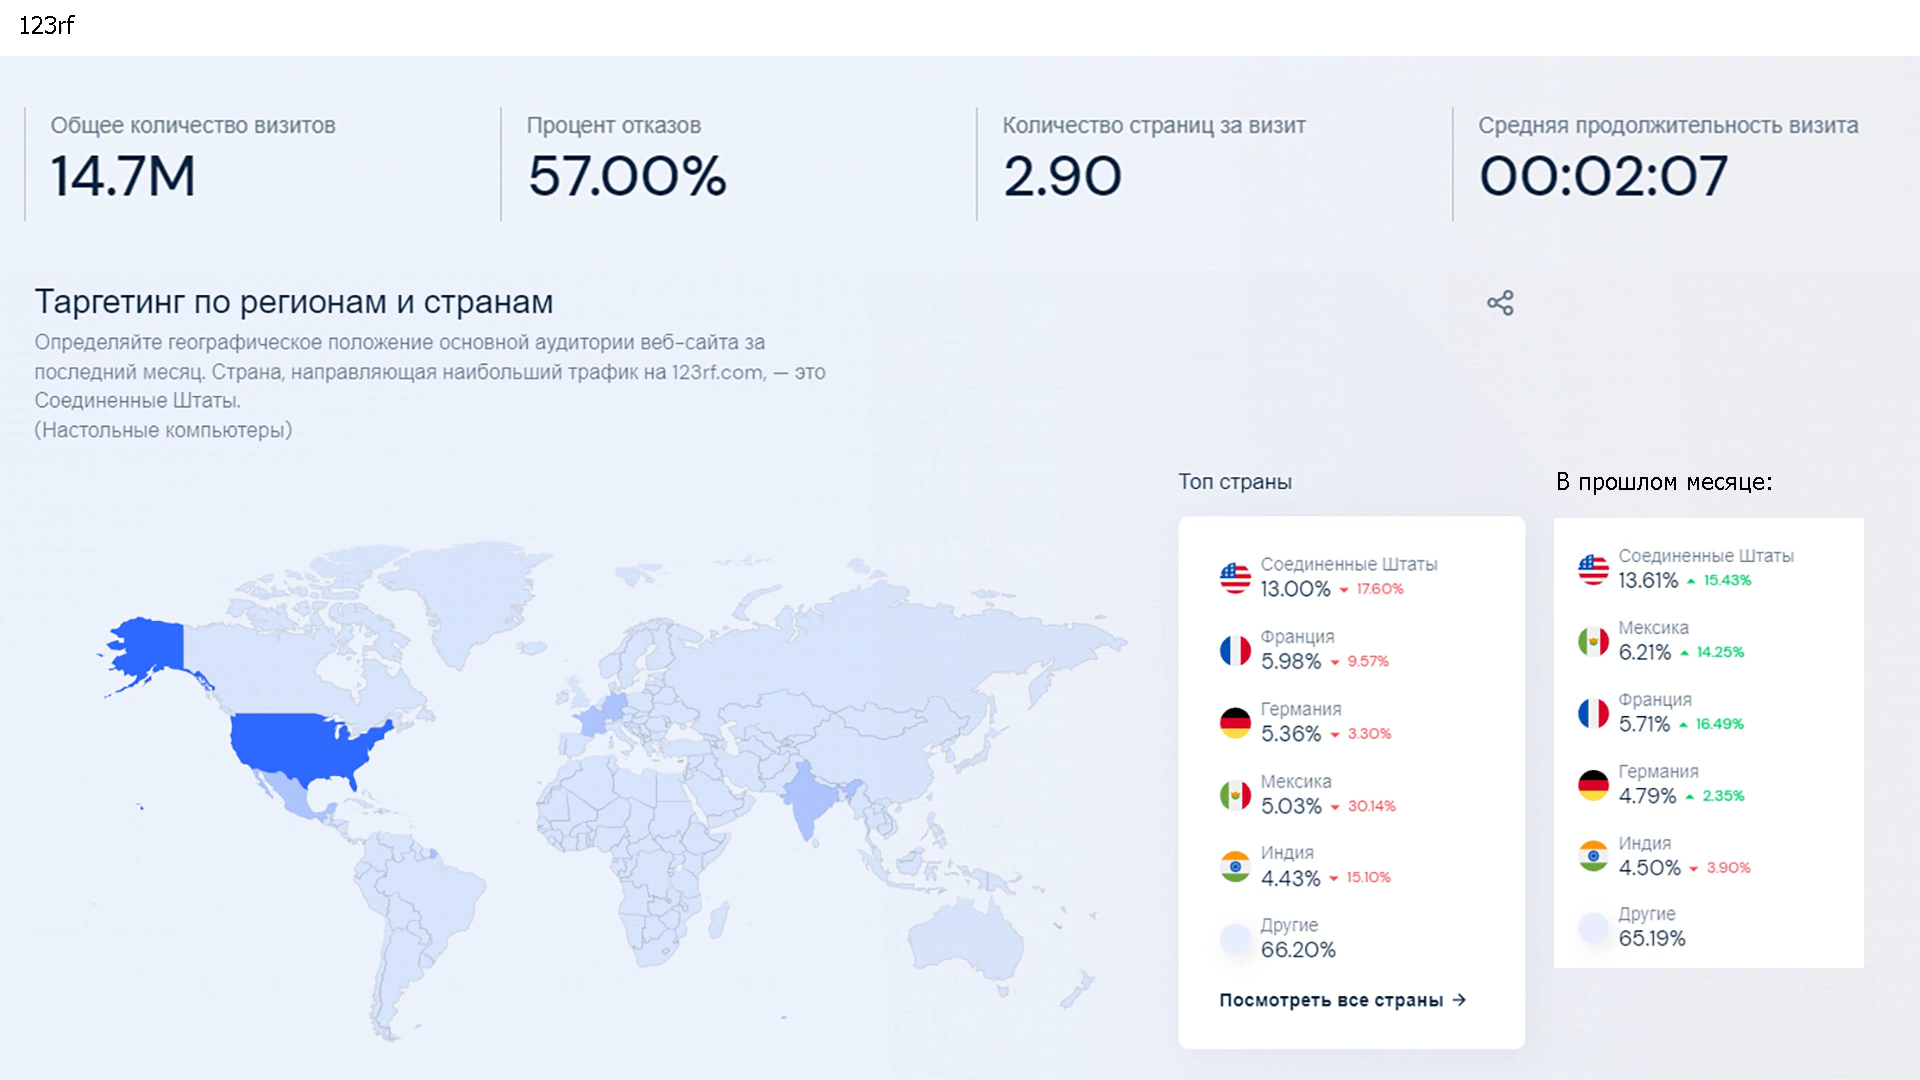 123rf
Общее количество визитов
14.7M
Процент отказов
57.00%
Количество страниц за визит
2.90
Средняя продолжительность визита
00:02:07
Таргетинг по регионам и странам
Определяйте географическое положение основной аудитории веб-сайта за
последний месяц. Страна, направляющая наибольший трафик на 123rf.com, — это
Соединенные Штаты.
(Настольные компьютеры)
Топ страны
Соединенные Штаты
13.00% 17.60%
Франция
5.98% 9.57%
Германия
5.36% 3.30%
Мексика
5.03% 30.14%
Индия
4.43% 15.10%
Другие
66.20%
Посмотреть все страны →
В прошлом месяце:
Соединенные Штаты
13.61% 15.43%
Мексика
6.21% 14.25%
Франция
5.71% 16.49%
Германия
4.79% 2.35%
Индия
4.50% 3.90%
Другие
65.19%